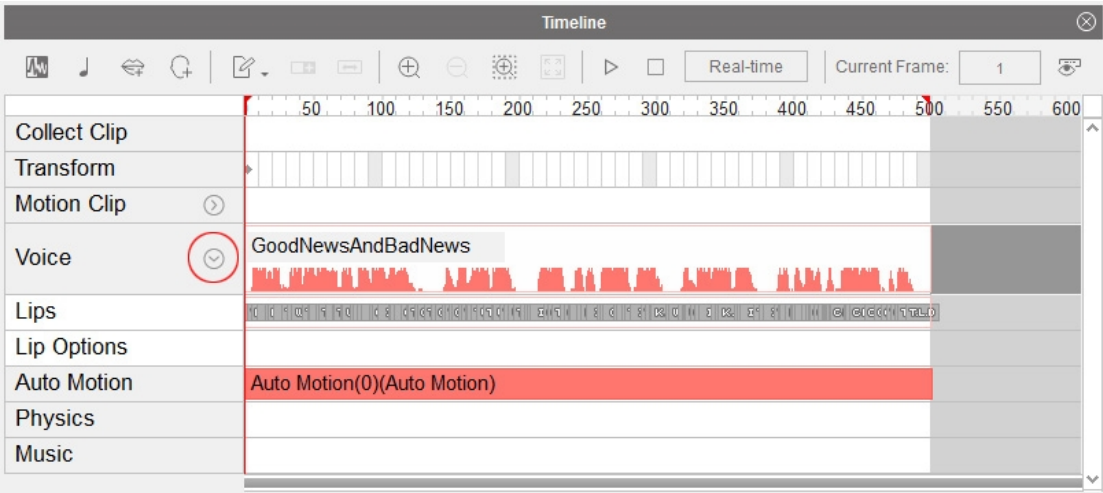 Timeline
Real-time
Current Frame:
1
50 100 150 200 250 300 350 400 450 500 550 600
Collect Clip
Transform
Motion Clip
Voice
GoodNewsAndBadNews
Lips
Lip Options
Auto Motion
Auto Motion(0)(Auto Motion)
Physics
Music